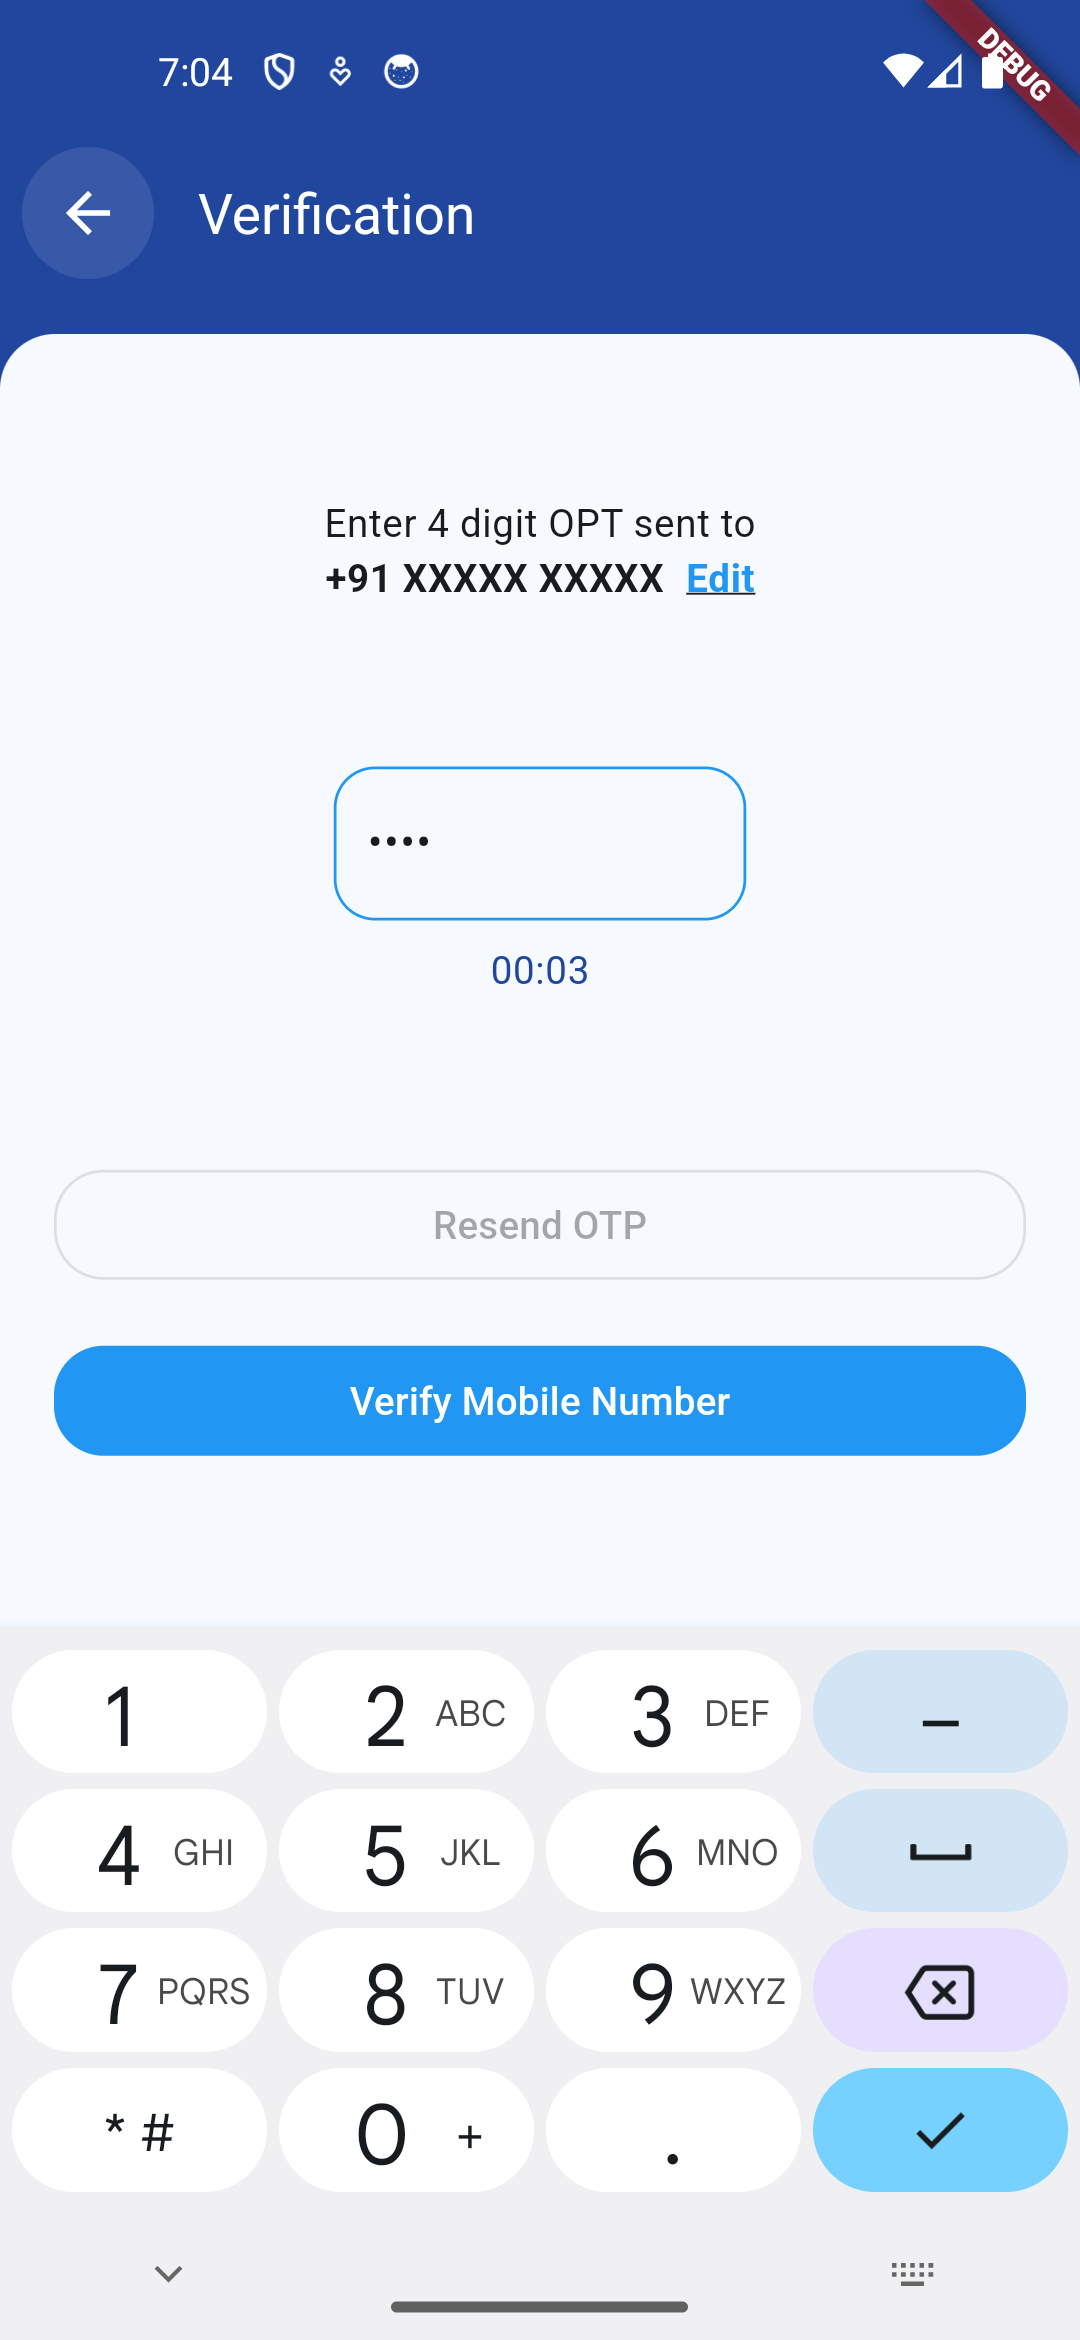 7:04
DEBUG
Verification
Enter 4 digit OPT sent to
+91 XXXXX XXXXX Edit
••••
00:03
Resend OTP
Verify Mobile Number
1 2 ABC 3 DEF –
4 GHI 5 JKL 6 MNO
7 PQRS 8 TUV 9 WXYZ
* # 0 + .